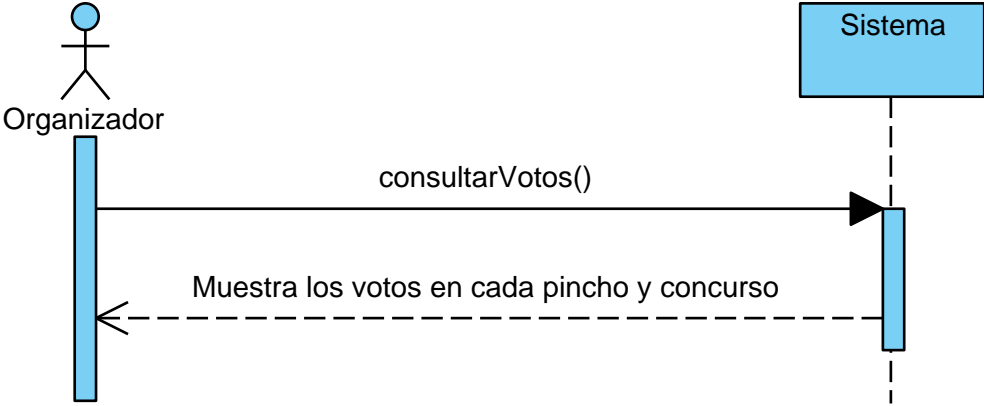 Sistema
Organizador
consultarVotos()
Muestra los votos en cada pincho y concurso